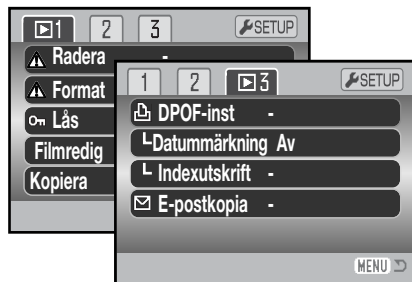 1 2 3 SETUP
Radera -
Format
Lås
Filmredig
Kopiera
1 2 3 SETUP
DPOF-inst -
Datummärkning Av
Indexutskrift -
E-postkopia -
MENU